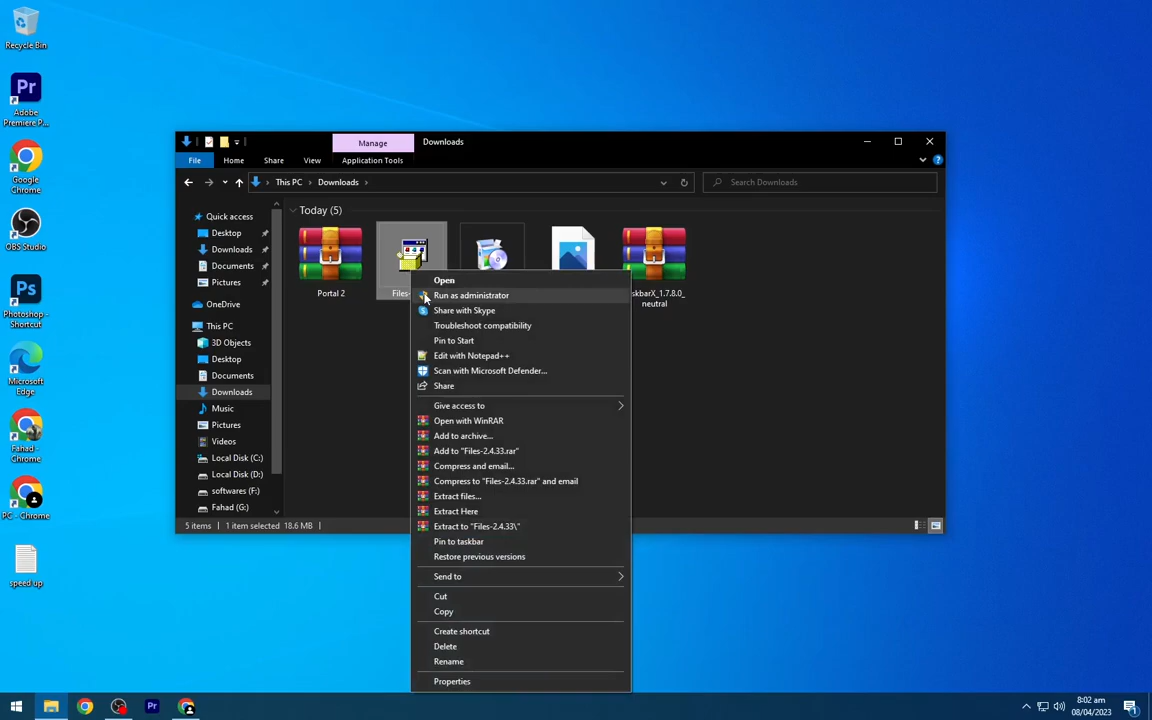 Recycle Bin
Adobe
Premiere P...
Google
Chrome
OBS Studio
Photoshop -
Shortcut
Microsoft
Edge
Fahad -
Chrome
PC - Chrome
speed up
Manage
Downloads
File
Home
Share
View
Application Tools
This PC
Downloads
Search Downloads
Quick access
Desktop
Downloads
Documents
Pictures
OneDrive
This PC
3D Objects
Desktop
Documents
Downloads
Music
Pictures
Videos
Local Disk (C:)
Local Disk (D:)
softwares (F:)
Fahad (G:)
Today (5)
Portal 2
Files-
skbarX_1.7.8.0_
neutral
Open
Run as administrator
Share with Skype
Troubleshoot compatibility
Pin to Start
Edit with Notepad++
Scan with Microsoft Defender...
Share
Give access to
Open with WinRAR
Add to archive...
Add to "Files-2.4.33.rar"
Compress and email...
Compress to "Files-2.4.33.rar" and email
Extract files...
Extract Here
Extract to "Files-2.4.33\"
Pin to taskbar
Restore previous versions
Send to
Cut
Copy
Create shortcut
Delete
Rename
Properties
5 items
1 item selected 18.6 MB
Pr
8:02 am
08/04/2023